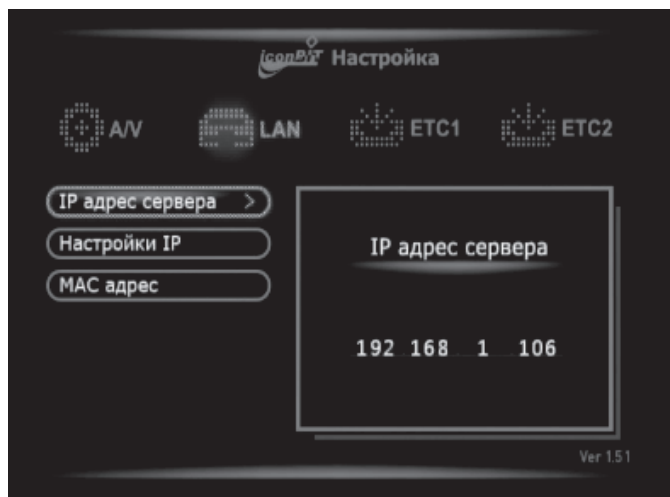 iconBIT Настройка
A/V LAN ETC1 ETC2
IP адрес сервера >
Настройки IP
MAC адрес
IP адрес сервера
192 168 1 106
Ver 1.51